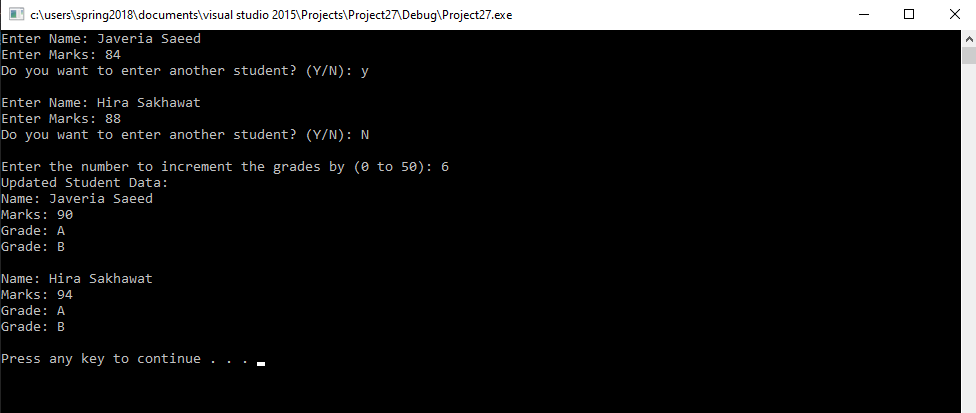 c:\users\spring2018\documents\visual studio 2015\Projects\Project27\Debug\Project27.exe
Enter Name: Javeria Saeed
Enter Marks: 84
Do you want to enter another student? (Y/N): y
Enter Name: Hira Sakhawat
Enter Marks: 88
Do you want to enter another student? (Y/N): N
Enter the number to increment the grades by (0 to 50): 6
Updated Student Data:
Name: Javeria Saeed
Marks: 90
Grade: A
Grade: B
Name: Hira Sakhawat
Marks: 94
Grade: A
Grade: B
Press any key to continue . . .